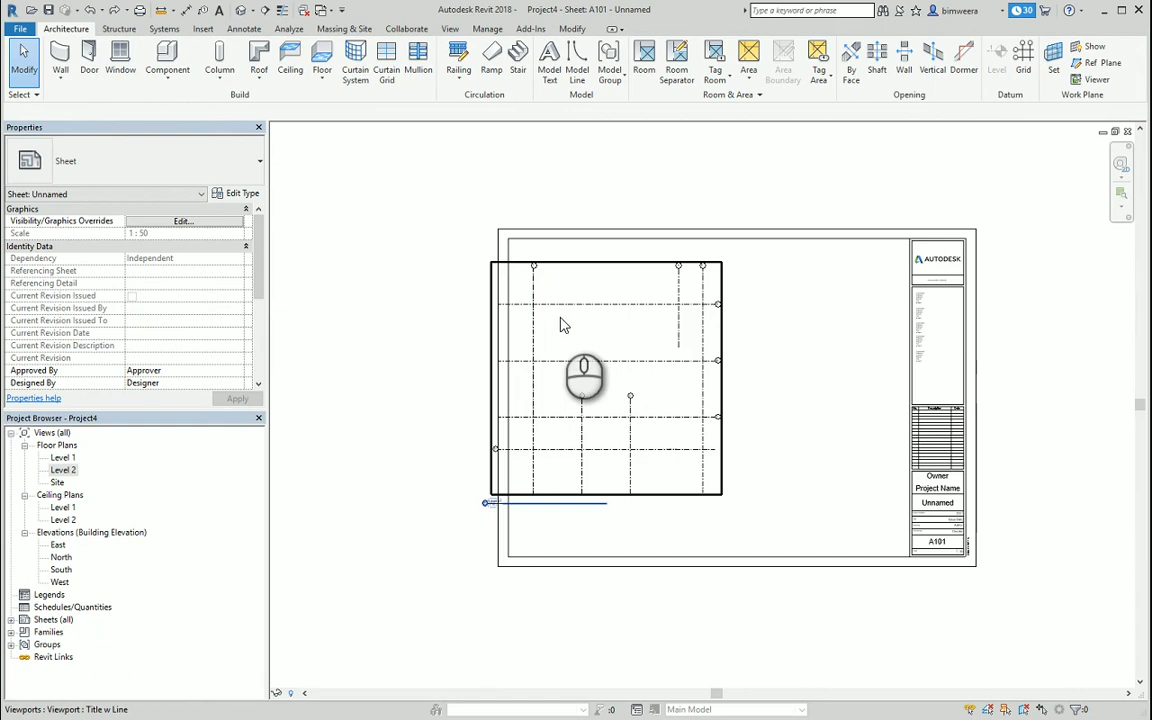 Autodesk Revit 2018 - Project4 - Sheet: A101 - Unnamed
Type a keyword or phrase
bimweera
30
File Architecture Structure Systems Insert Annotate Analyze Massing & Site Collaborate View Manage Add-Ins Modify
Modify Wall Door Window Component Column Roof Ceiling Floor Curtain System Curtain Grid Mullion Railing Ramp Stair Model Text Model Line Model Group Room Room Separator Tag Room Area Area Boundary Tag Area By Face Shaft Wall Vertical Dormer Level Grid Set Show Ref Plane Viewer
Select Build Circulation Model Room & Area Opening Datum Work Plane
Properties
Sheet
Sheet: Unnamed Edit Type
Graphics
Visibility/Graphics Overrides Edit...
Scale 1 : 50
Identity Data
Dependency Independent
Referencing Sheet
Referencing Detail
Current Revision Issued
Current Revision Issued By
Current Revision Issued To
Current Revision Date
Current Revision Description
Approved By Approver
Designed By Designer
Properties help Apply
Project Browser - Project4
Views (all)
Floor Plans
Level 1
Level 2
Site
Ceiling Plans
Level 1
Level 2
Elevations (Building Elevation)
East
North
South
West
Legends
Schedules/Quantities
Sheets (all)
Families
Groups
Revit Links
AUTODESK
Owner
Project Name
Unnamed
A101
Viewports : Viewport : Title w Line
:0
Main Model
:0